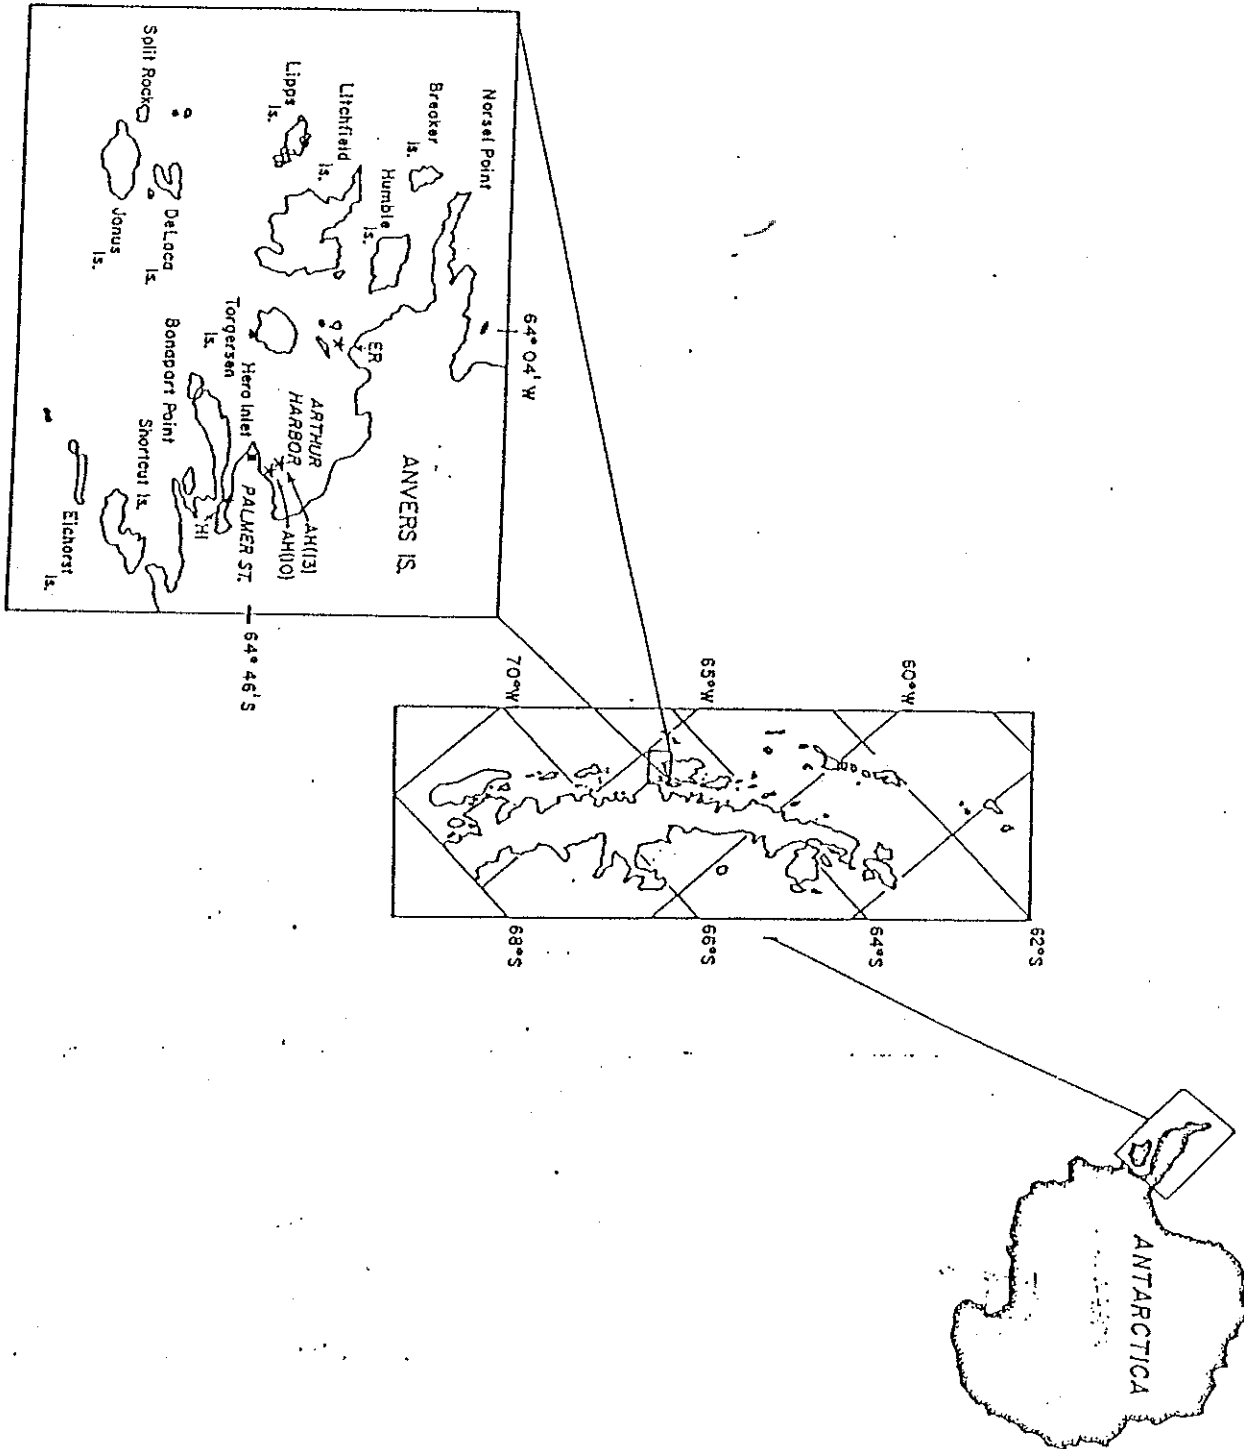 Norsel Point
64° 04' W
Breaker
Is.
Humble
Is.
Litchfield
Is.
Lipps
Is.
ER
ANVERS IS.
ARTHUR
HARBOR
AH(13)
AH(10)
Torgersen
Is.
Hero Inlet
PALMER ST.
64° 46' S
HI
Bonapart Point
Shortcut Is.
Split Rock
DeLaca
Is.
Janus
Is.
Eichorst
Is.
60°W
65°W
70°W
62°S
64°S
66°S
68°S
ANTARCTICA